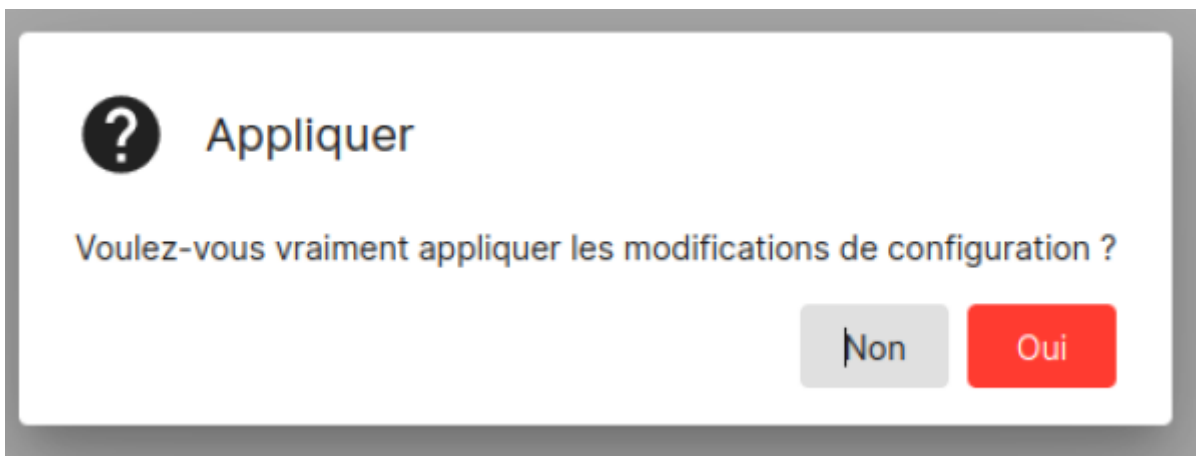 Appliquer
Voulez-vous vraiment appliquer les modifications de configuration ?
Non Oui